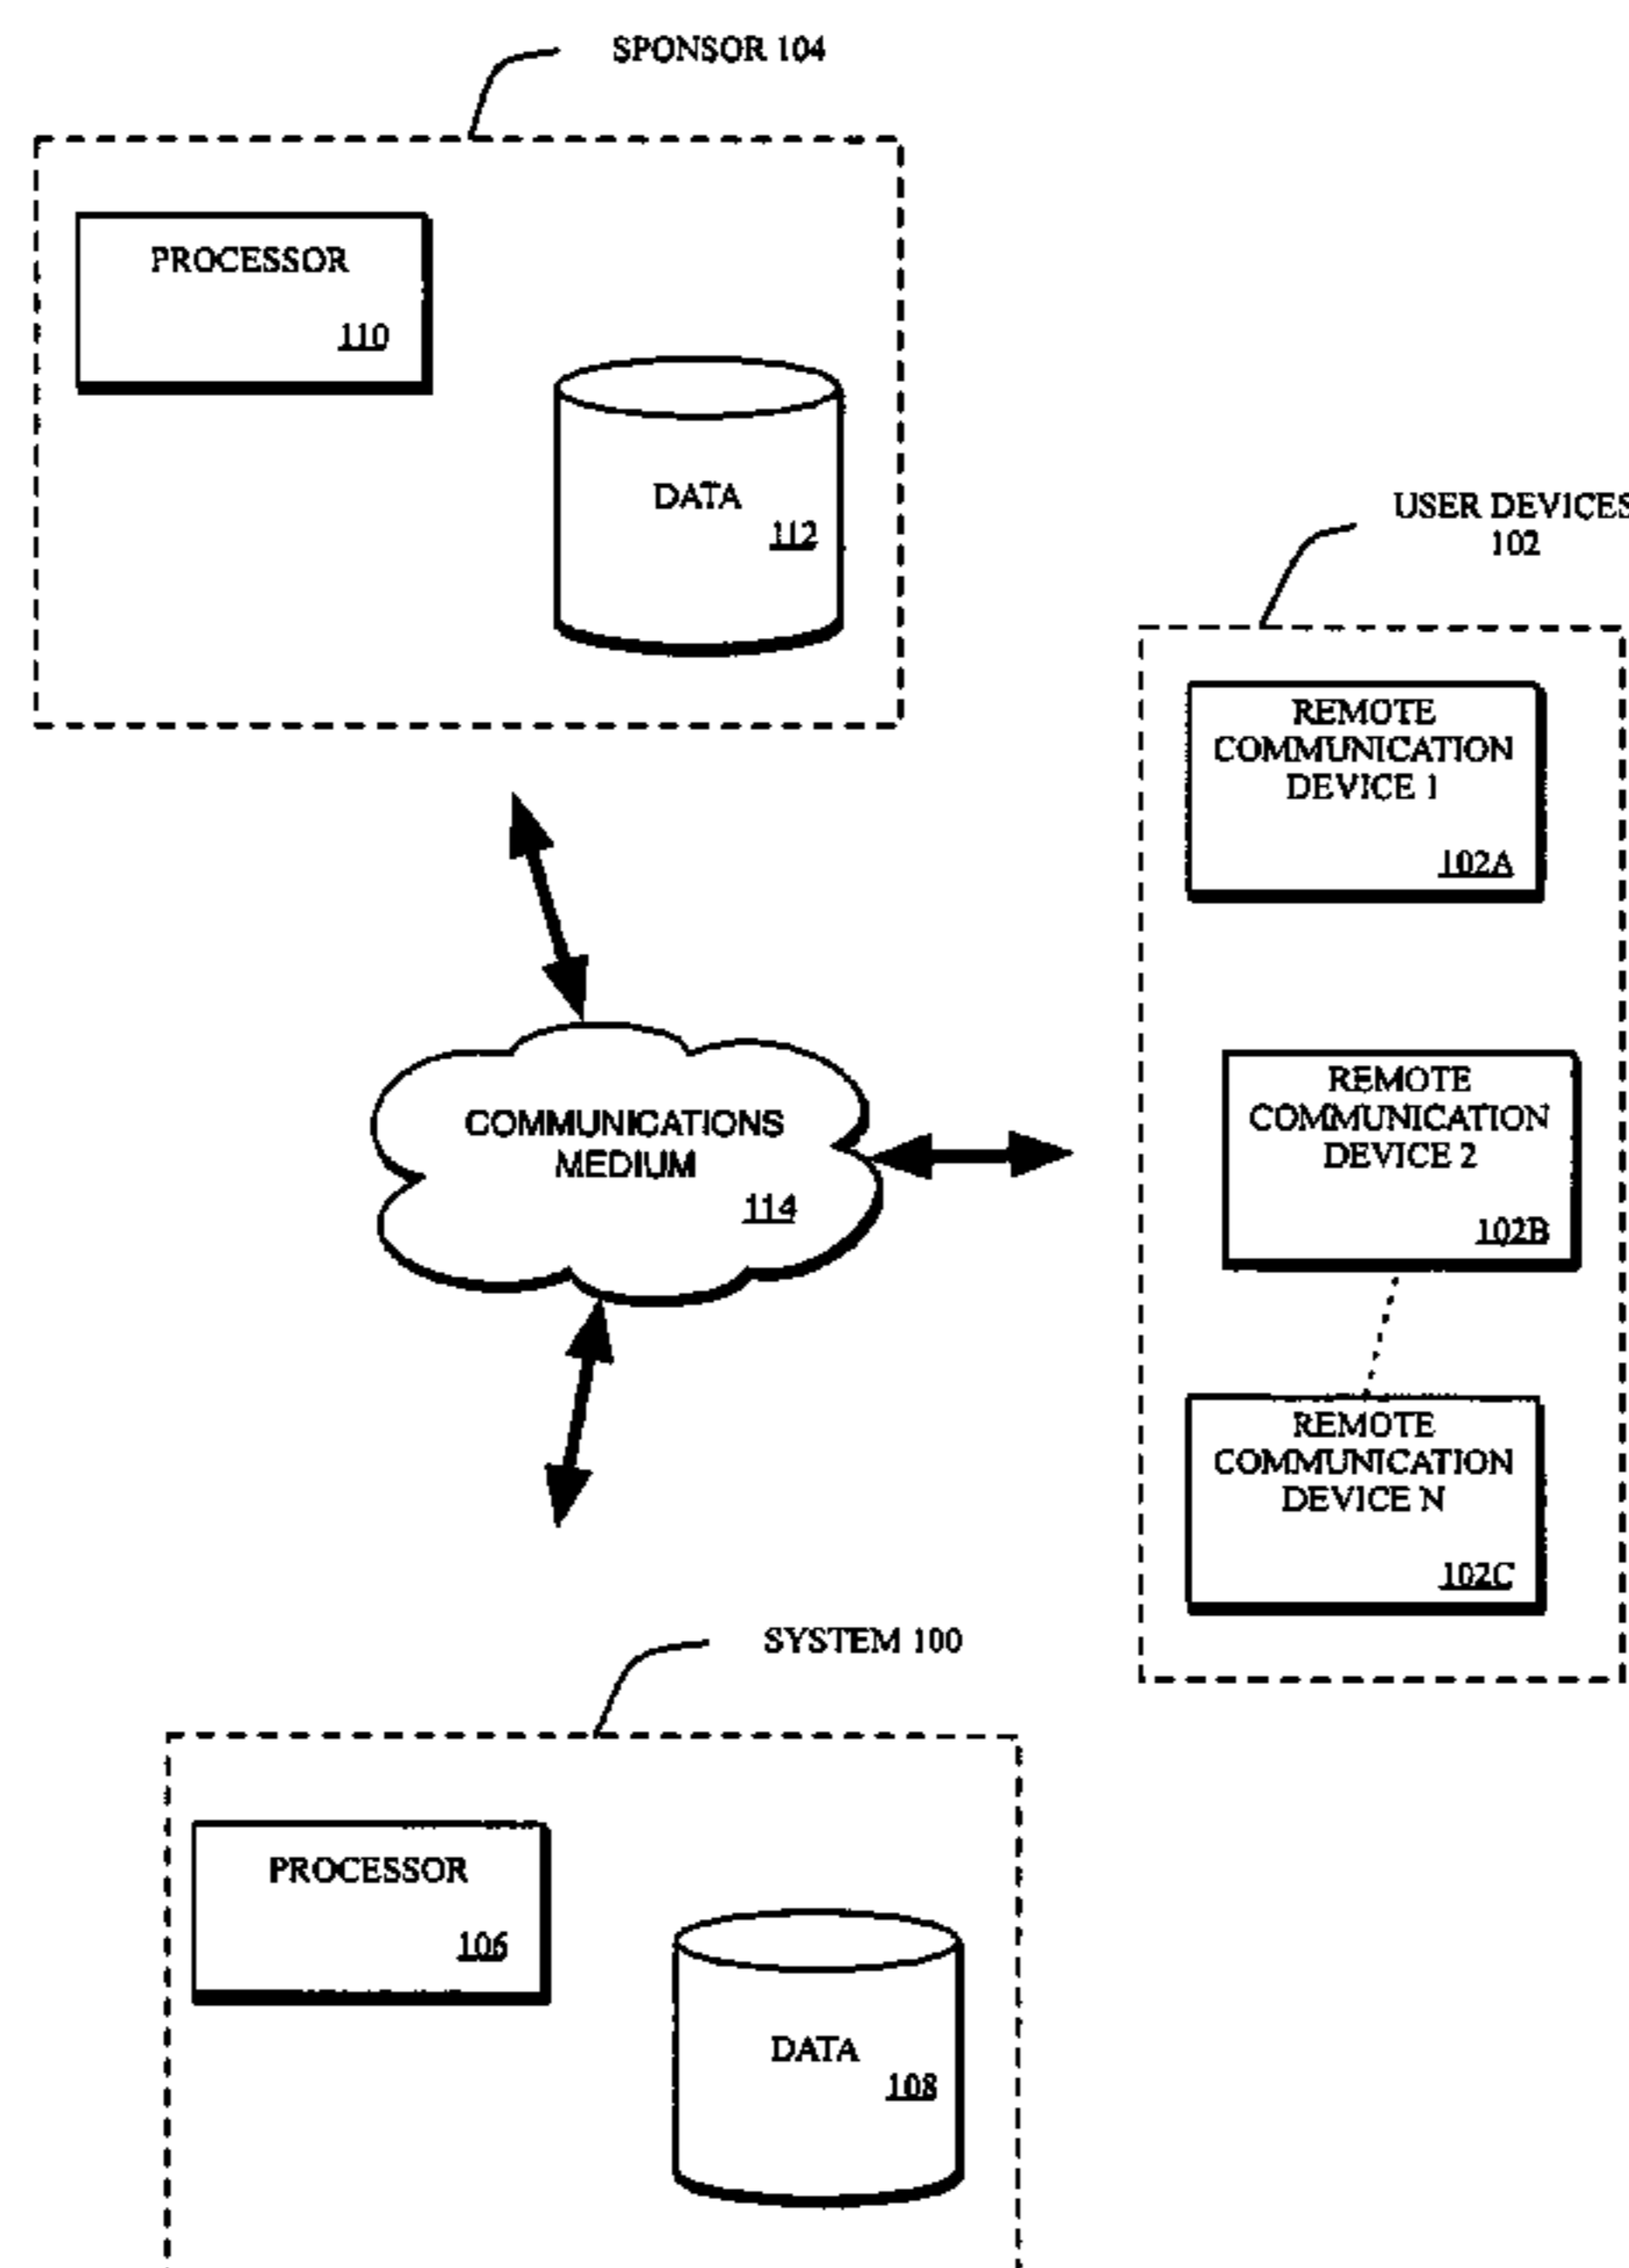 SPONSOR 104
PROCESSOR
110
DATA
112
USER DEVICES
102
REMOTE
COMMUNICATION
DEVICE 1
102A
REMOTE
COMMUNICATION
DEVICE 2
102B
REMOTE
COMMUNICATION
DEVICE N
102C
COMMUNICATIONS
MEDIUM
114
SYSTEM 100
PROCESSOR
106
DATA
108